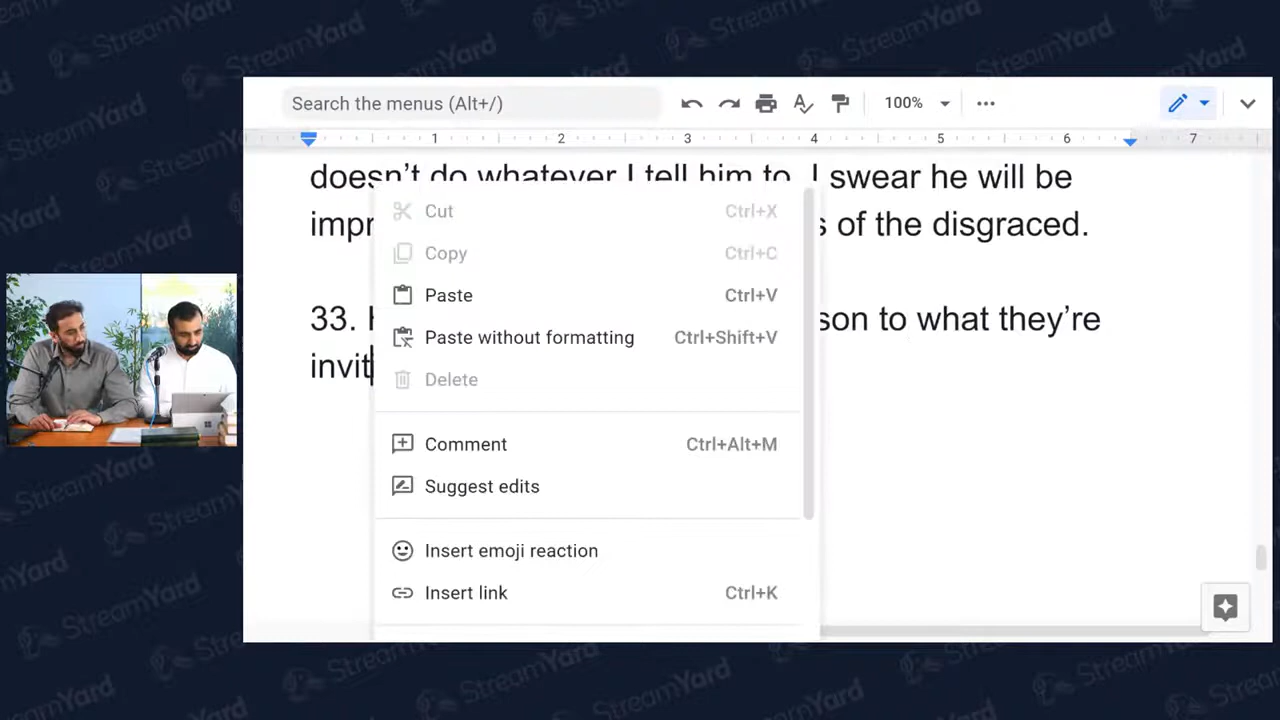 StreamYard
Search the menus (Alt+/)
100%
1 2 3 4 5 6 7
doesn't do whatever I tell him to, I swear he will be
impr s of the disgraced.
Cut Ctrl+X
Copy Ctrl+C
Paste Ctrl+V
33. H son to what they're
Paste without formatting Ctrl+Shift+V
invit
Delete
Comment Ctrl+Alt+M
Suggest edits
Insert emoji reaction
Insert link Ctrl+K